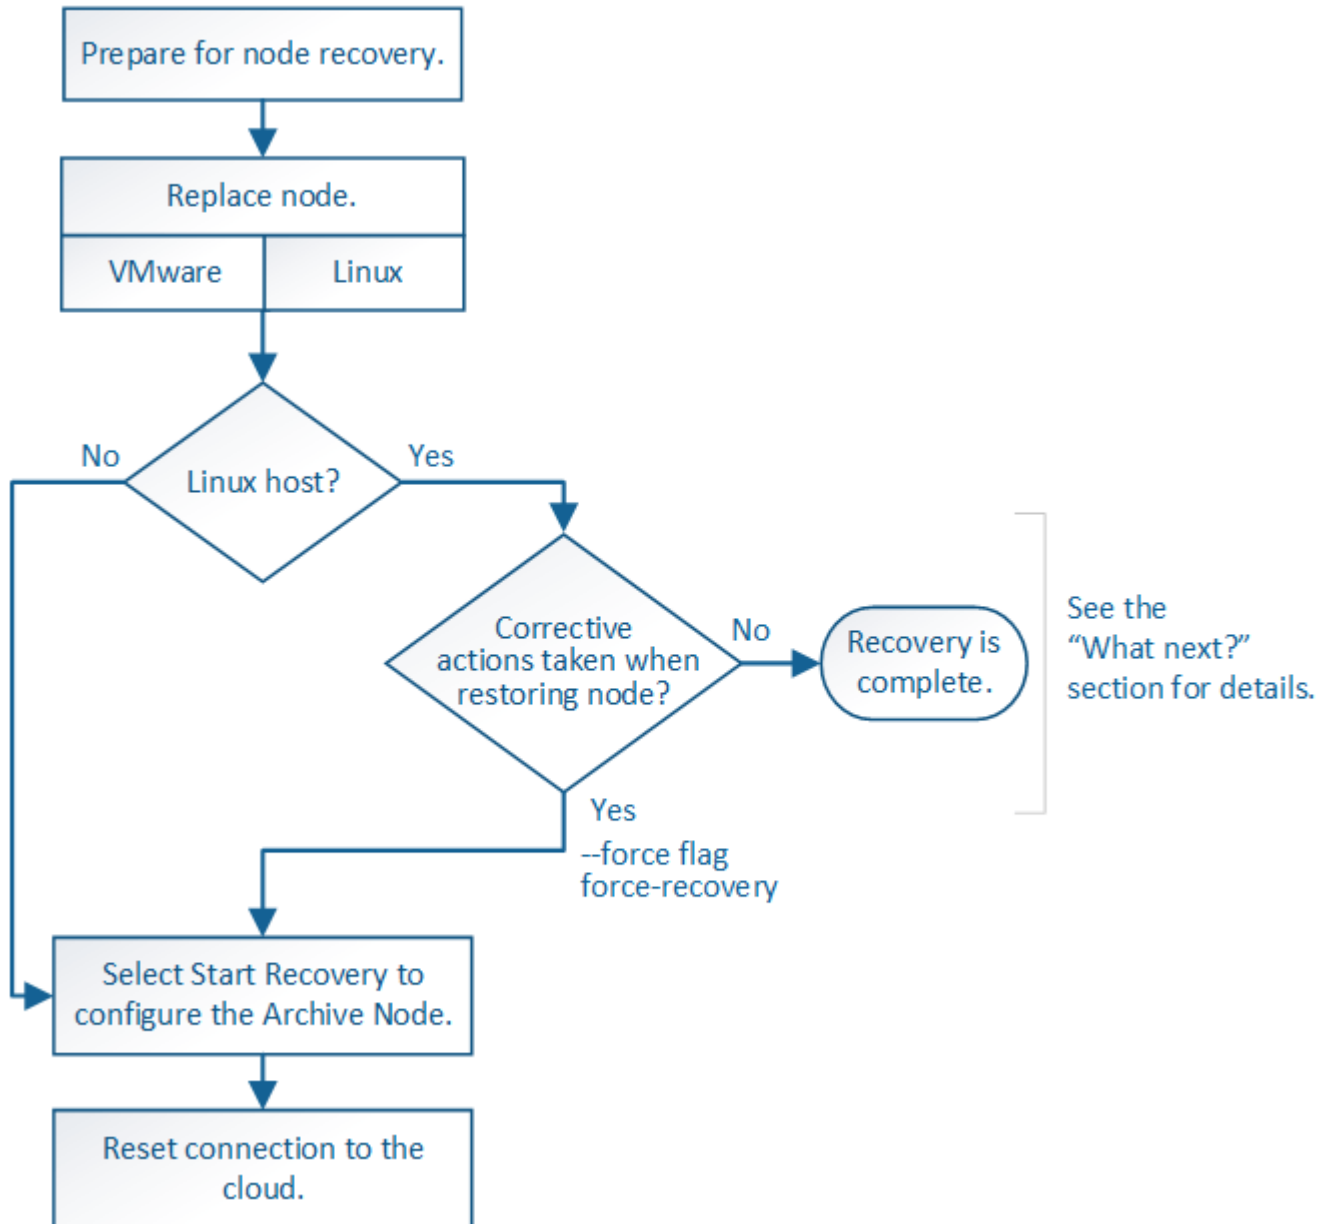 Prepare for node recovery.
Replace node.
VMware
Linux
No
Yes
Linux host?
Corrective
actions taken when
restoring node?
No
Recovery is
complete.
See the
“What next?”
section for details.
Yes
--force flag
force-recovery
Select Start Recovery to
configure the Archive Node.
Reset connection to the
cloud.